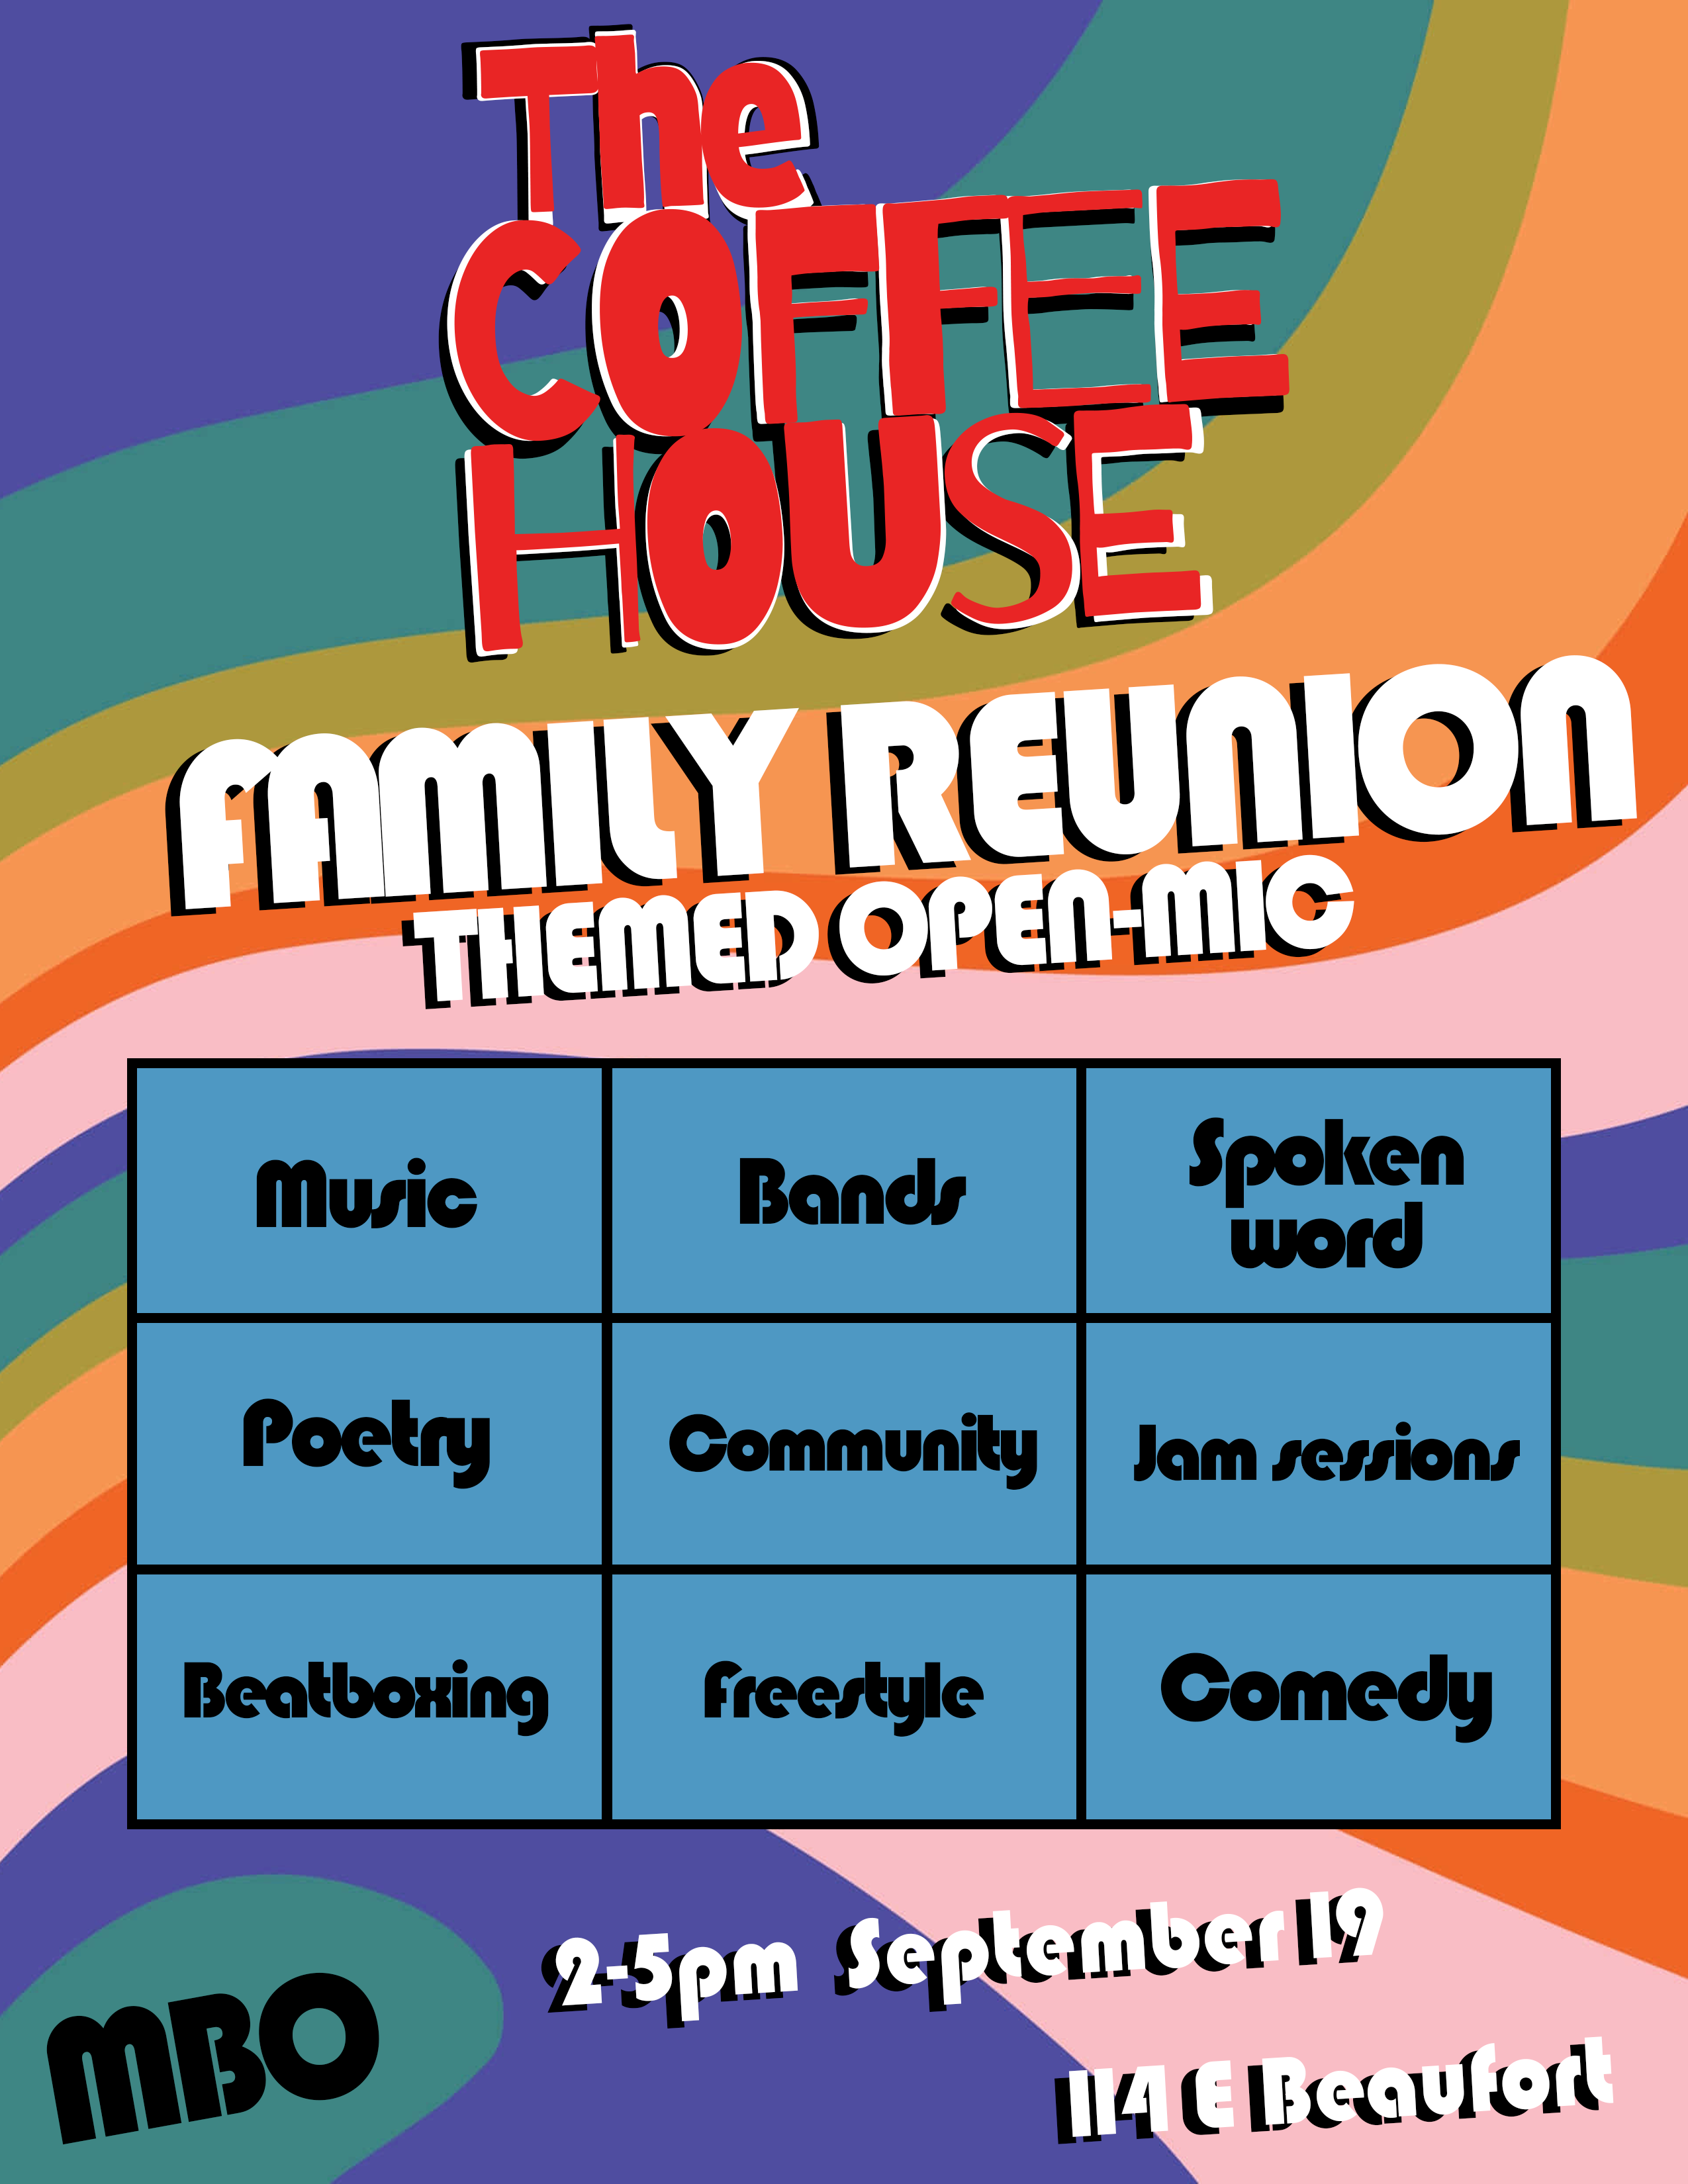 The
COFFEE
HOUSE
FAMILY REUNION
THEMED OPEN-MIC
Music
Bands
Spoken
word
Poetry
Community
Jam sessions
Beatboxing
Freestyle
Comedy
2-5pm September 19
114 E Beaufort
MBO